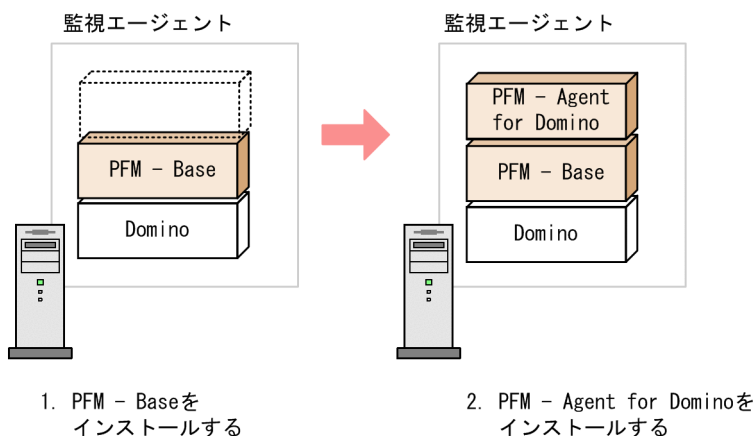 監視エージェント
PFM - Base
Domino
1. PFM - Baseを
インストールする
監視エージェント
PFM - Agent
for Domino
PFM - Base
Domino
2. PFM - Agent for Dominoを
インストールする